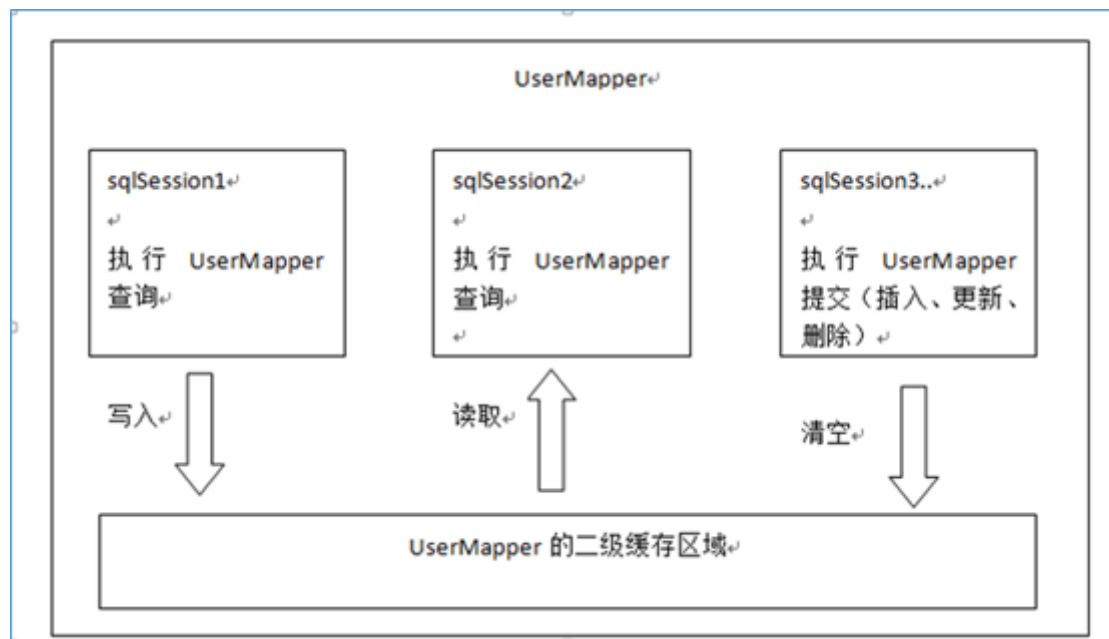 UserMapper↵
sqlSession1↵
↵
执行 UserMapper
查询↵
sqlSession2↵
↵
执行 UserMapper
查询↵
↵
sqlSession3..↵
↵
执行 UserMapper
提交（插入、更新、
删除）↵
写入↵
读取↵
清空↵
UserMapper 的二级缓存区域↵